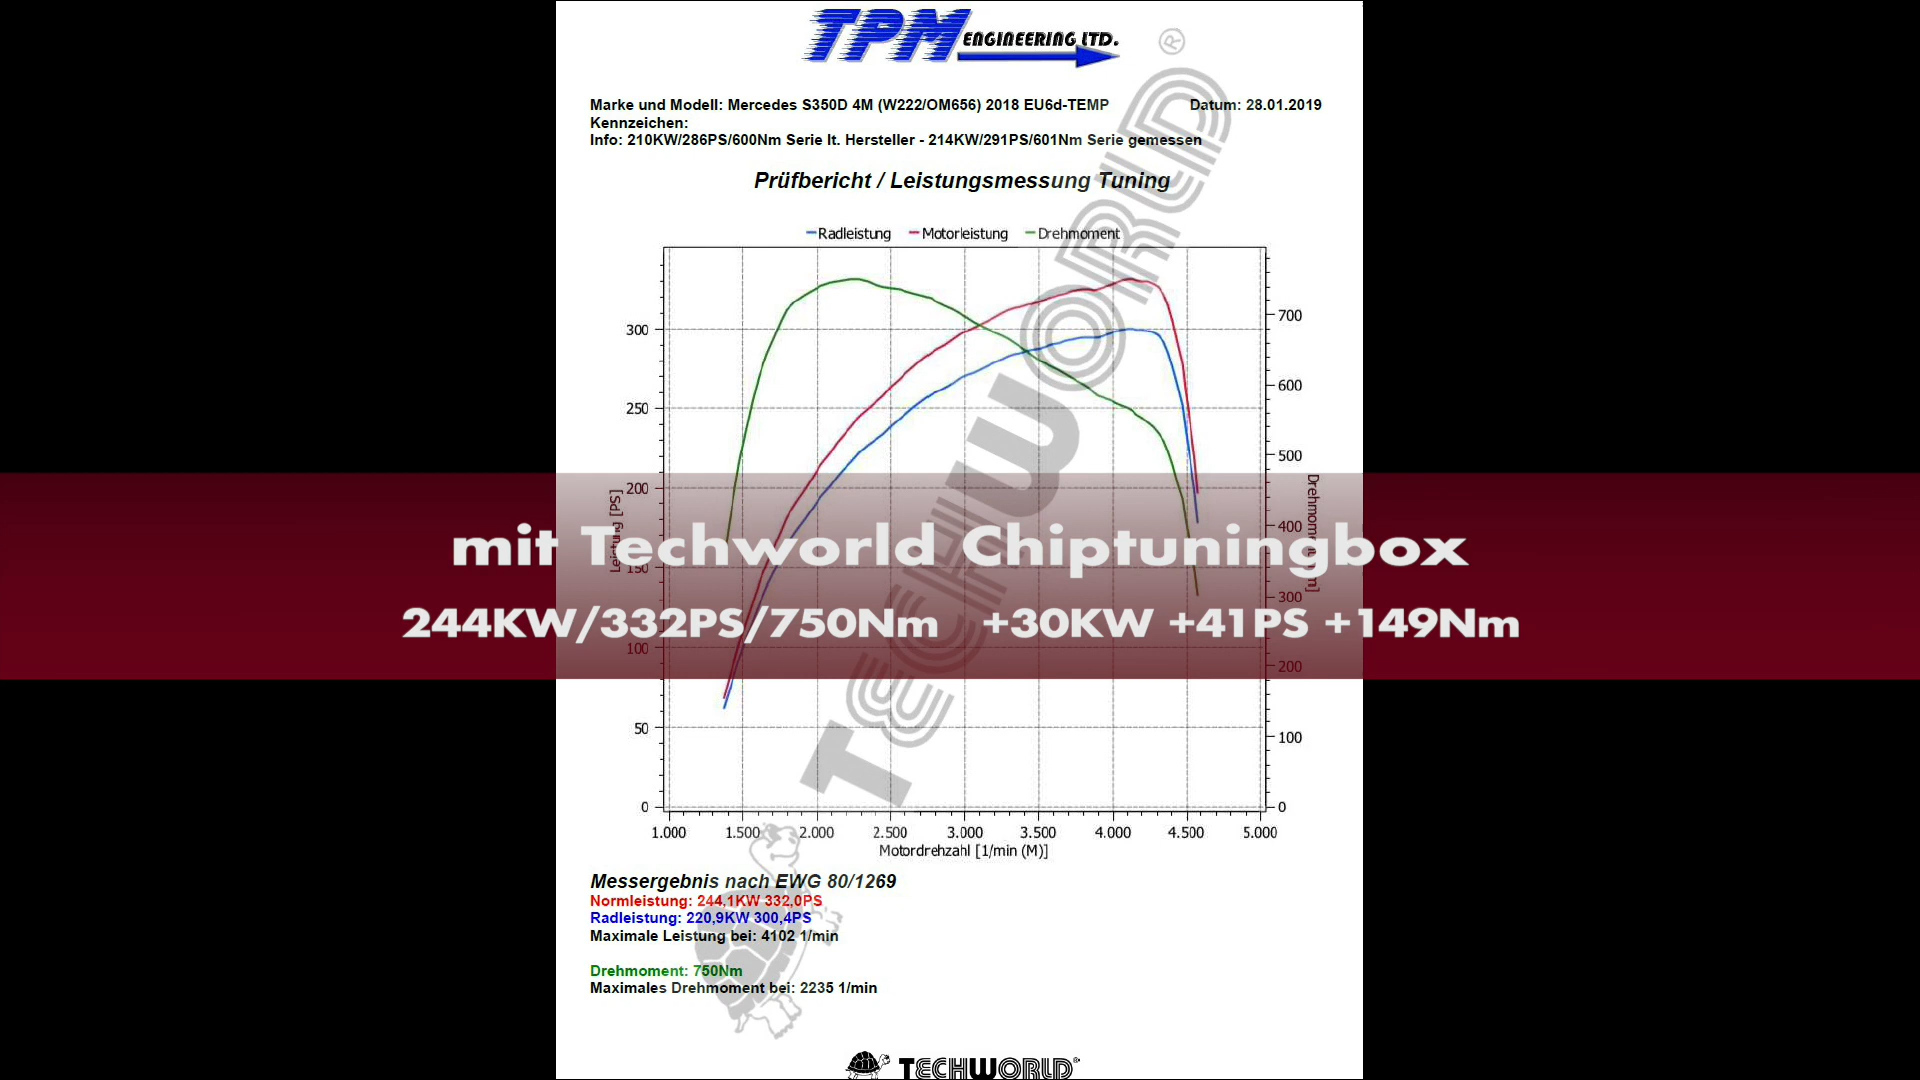 TPM ENGINEERING LTD.
®
Marke und Modell: Mercedes S350D 4M (W222/OM656) 2018 EU6d-TEMP Datum: 28.01.2019
Kennzeichen:
Info: 210KW/286PS/600Nm Serie lt. Hersteller - 214KW/291PS/601Nm Serie gemessen
Prüfbericht / Leistungsmessung Tuning
Radleistung Motorleistung Drehmoment
TECHWORLD
300
250
200
150
100
50
0
Leistung [PS]
700
600
500
400
300
200
100
0
Drehmoment [Nm]
mit Techworld Chiptuningbox
244KW/332PS/750Nm +30KW +41PS +149Nm
1.000 1.500 2.000 2.500 3.000 3.500 4.000 4.500 5.000
Motordrehzahl [1/min (M)]
Messergebnis nach EWG 80/1269
Normleistung: 244,1KW 332,0PS
Radleistung: 220,9KW 300,4PS
Maximale Leistung bei: 4102 1/min
Drehmoment: 750Nm
Maximales Drehmoment bei: 2235 1/min
TECHWORLD®